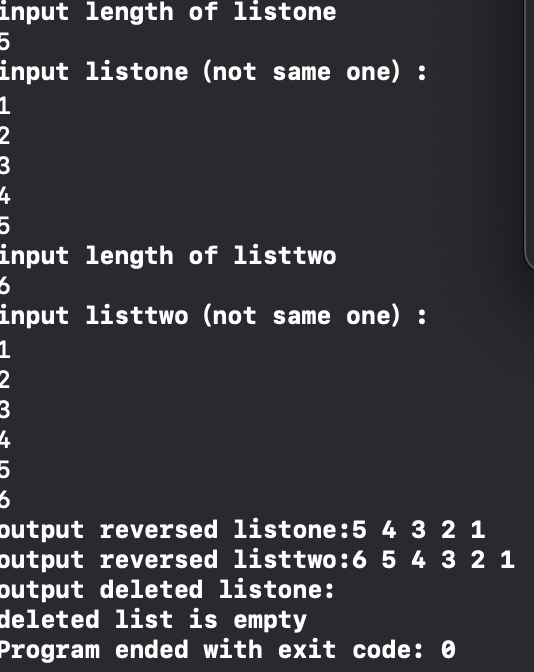 input length of listone
5
input listone（not same one）:
1
2
3
4
5
input length of listtwo
6
input listtwo（not same one）:
1
2
3
4
5
6
output reversed listone:5 4 3 2 1
output reversed listtwo:6 5 4 3 2 1
output deleted listone:
deleted list is empty
Program ended with exit code: 0